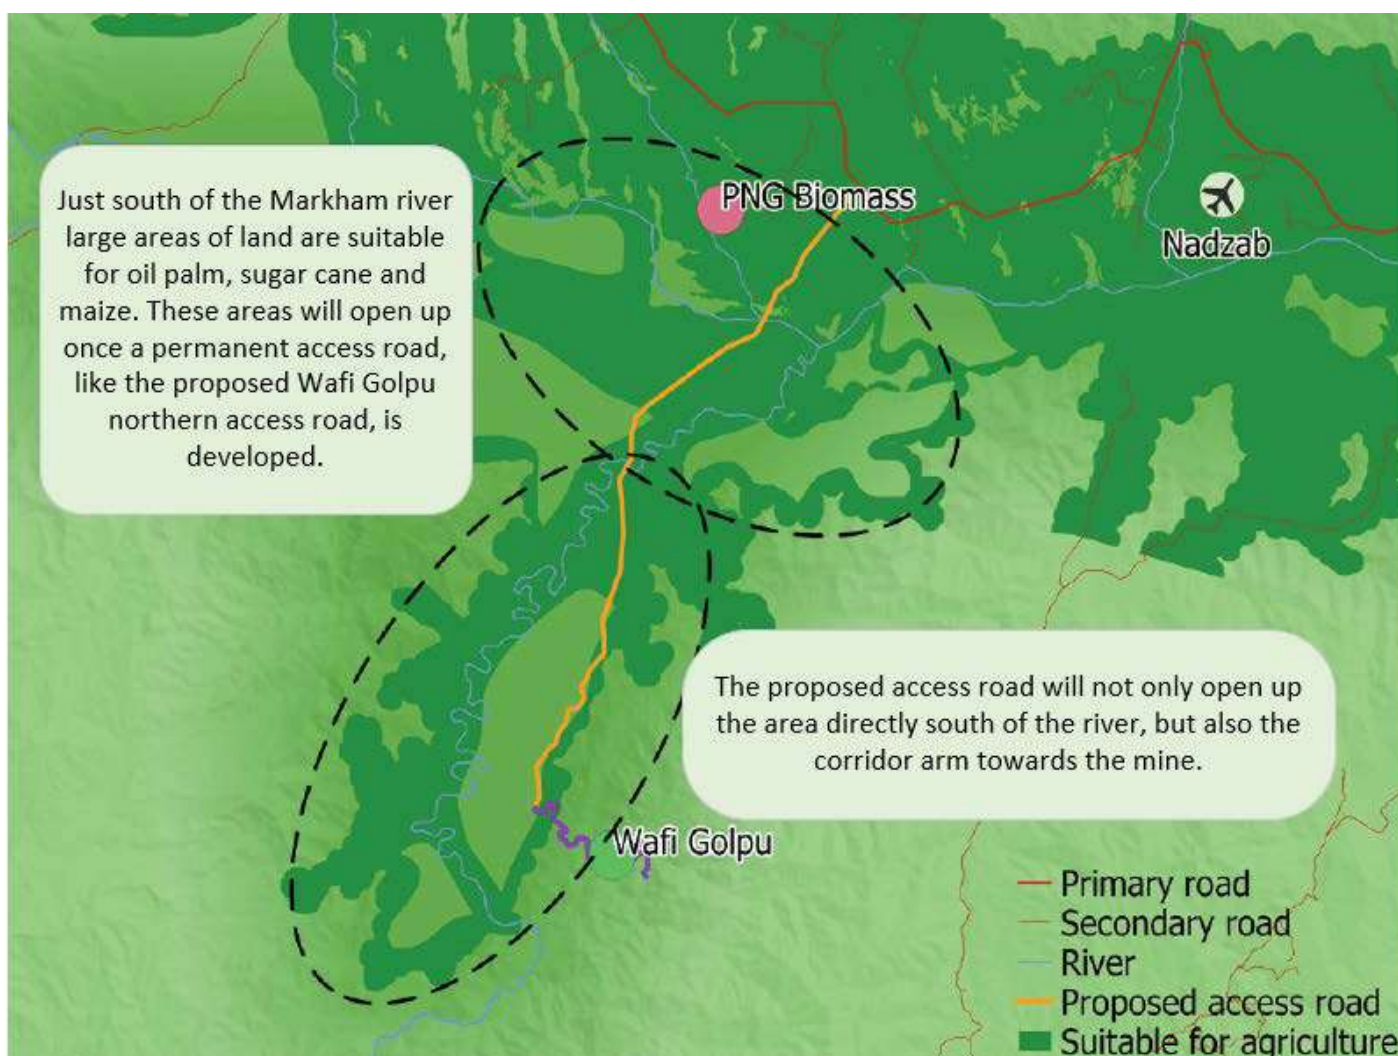 Just south of the Markham river
large areas of land are suitable
for oil palm, sugar cane and
maize. These areas will open up
once a permanent access road,
like the proposed Wafi Golpu
northern access road, is
developed.
PNG Biomass
Nadzab
The proposed access road will not only open up
the area directly south of the river, but also the
corridor arm towards the mine.
Wafi Golpu
Primary road
Secondary road
River
Proposed access road
Suitable for agriculture